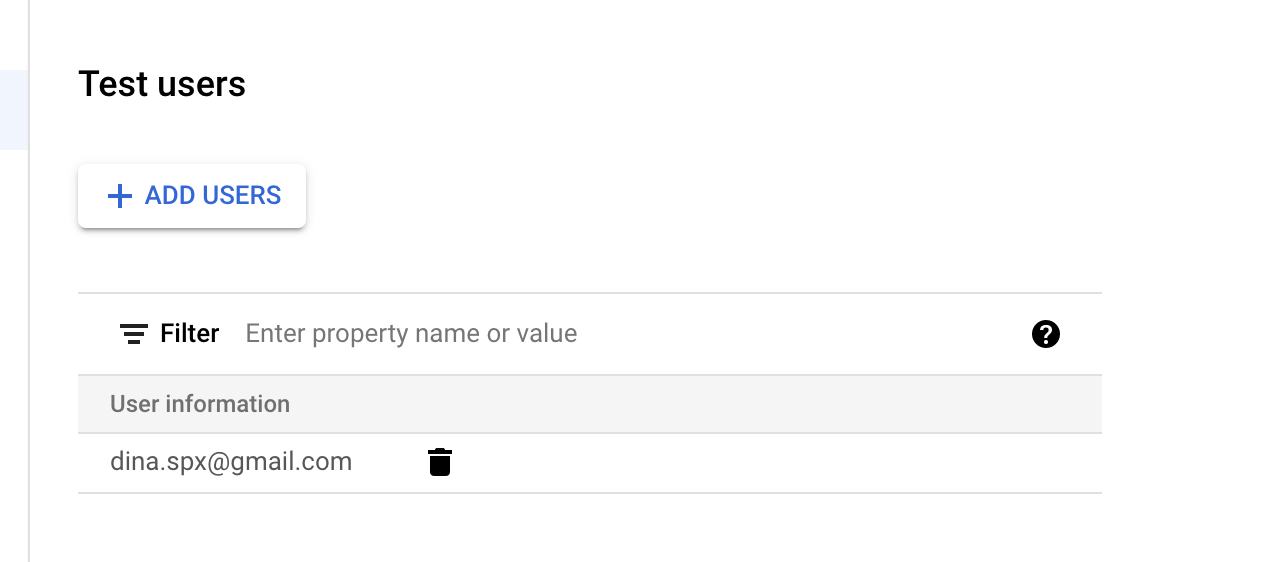 Test users
ADD USERS
Filter Enter property name or value
User information
dina.spx@gmail.com